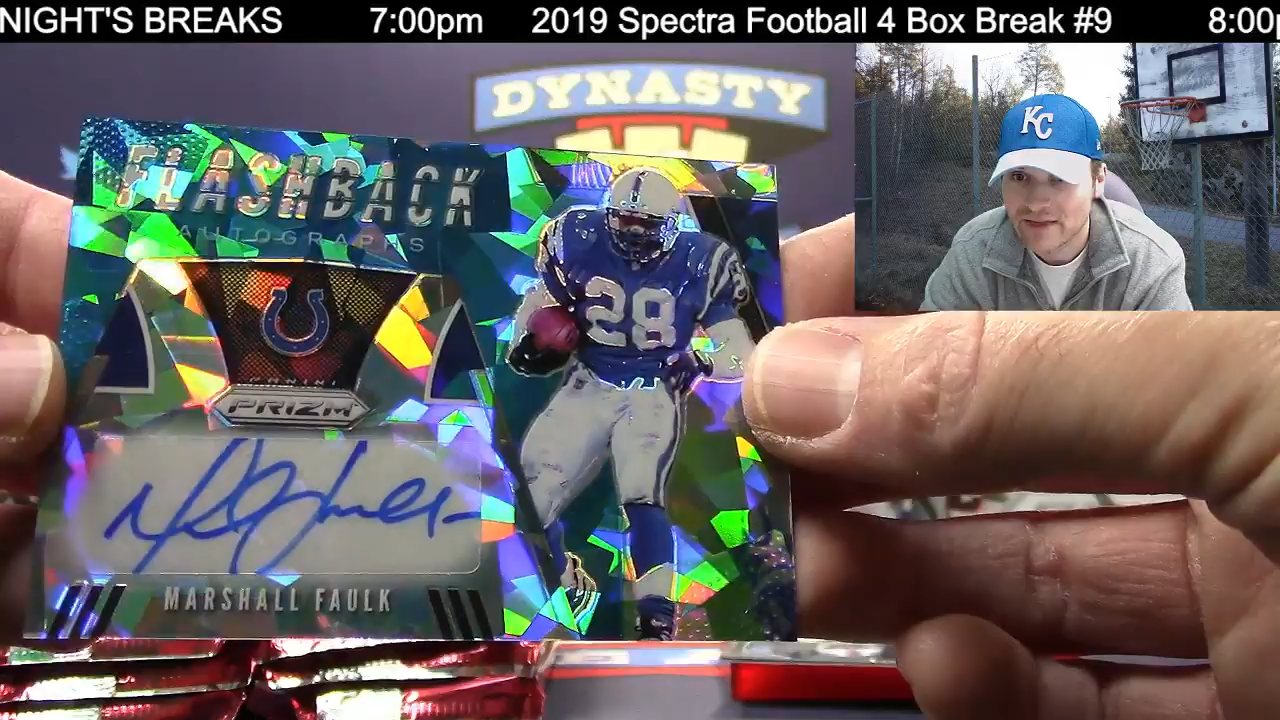 NIGHT'S BREAKS 7:00pm 2019 Spectra Football 4 Box Break #9 8:00p
DYNASTY
KC
FLASHBACK
AUTOGRAPHS
28
PANINI
PRIZM
MARSHALL FAULK